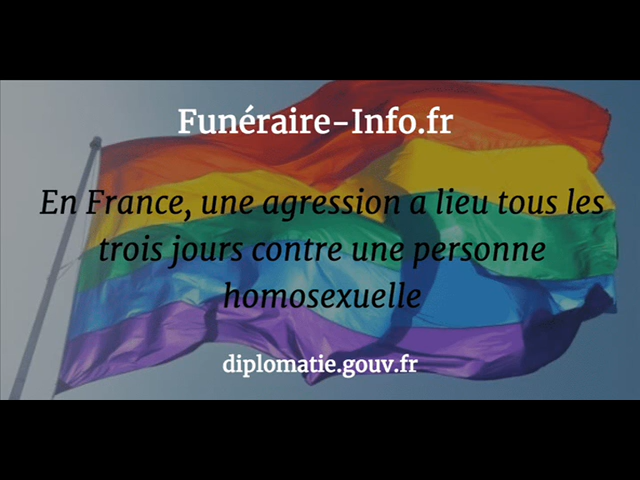 Funéraire-Info.fr
En France, une agression a lieu tous les
trois jours contre une personne
homosexuelle
diplomatie.gouv.fr